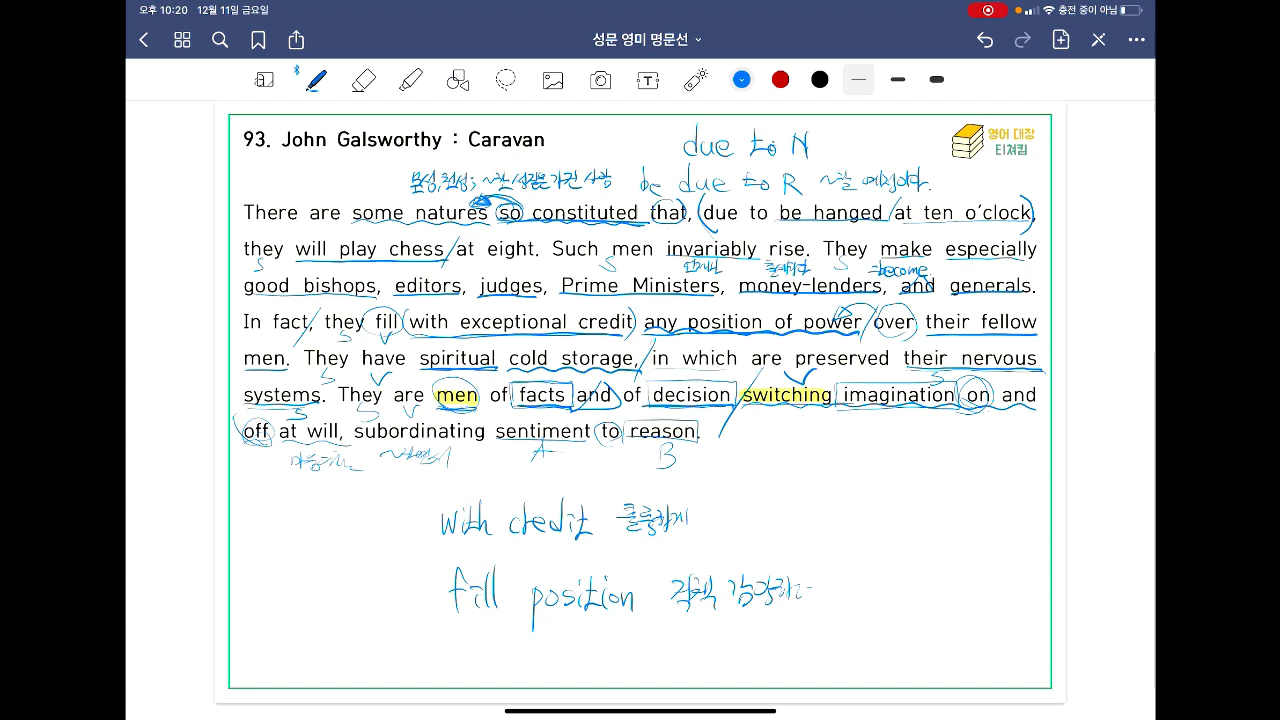 오후 10:20 12월 11일 금요일
충전 중이 아님
성문 영미 명문선
93. John Galsworthy : Caravan
영어 대장
티쳐킴
due to N
be due to R ~할 예정이다.
There are some natures so constituted that, due to be hanged at ten o'clock,
they will play chess at eight. Such men invariably rise. They make especially
S S 언제나 출세한다 S =become
good bishops, editors, judges, Prime Ministers, money-lenders, and generals.
In fact, they fill with exceptional credit any position of power over their fellow
S V
men. They have spiritual cold storage, in which are preserved their nervous
S V S
systems. They are men of facts and of decision switching imagination on and
S S V
off at will, subordinating sentiment to reason.
A B
with credit 훌륭하게
fill position 직책